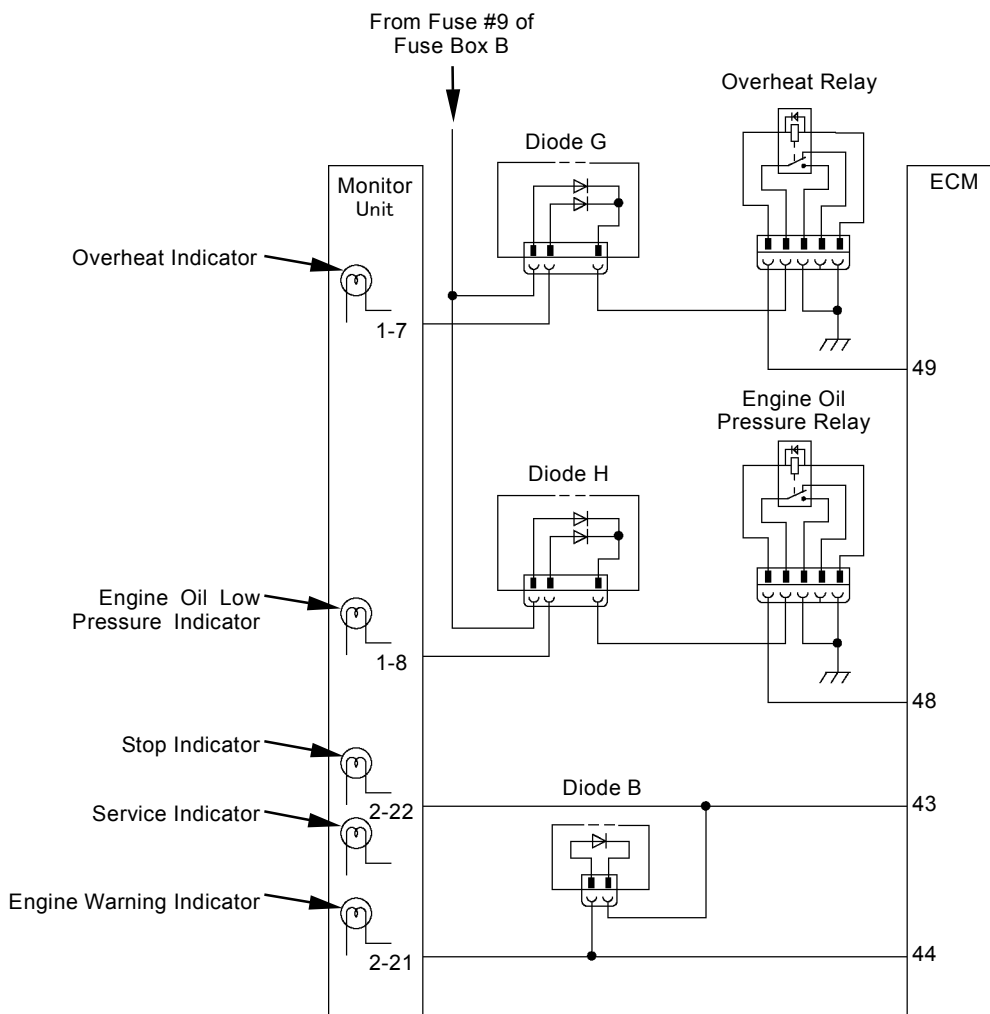 From Fuse #9 of
Fuse Box B
Overheat Relay
Diode G
Monitor
Unit
ECM
Overheat Indicator
1-7
49
Engine Oil
Pressure Relay
Diode H
Engine Oil Low
Pressure Indicator
1-8
48
Stop Indicator
Diode B
2-22
43
Service Indicator
Engine Warning Indicator
2-21
44